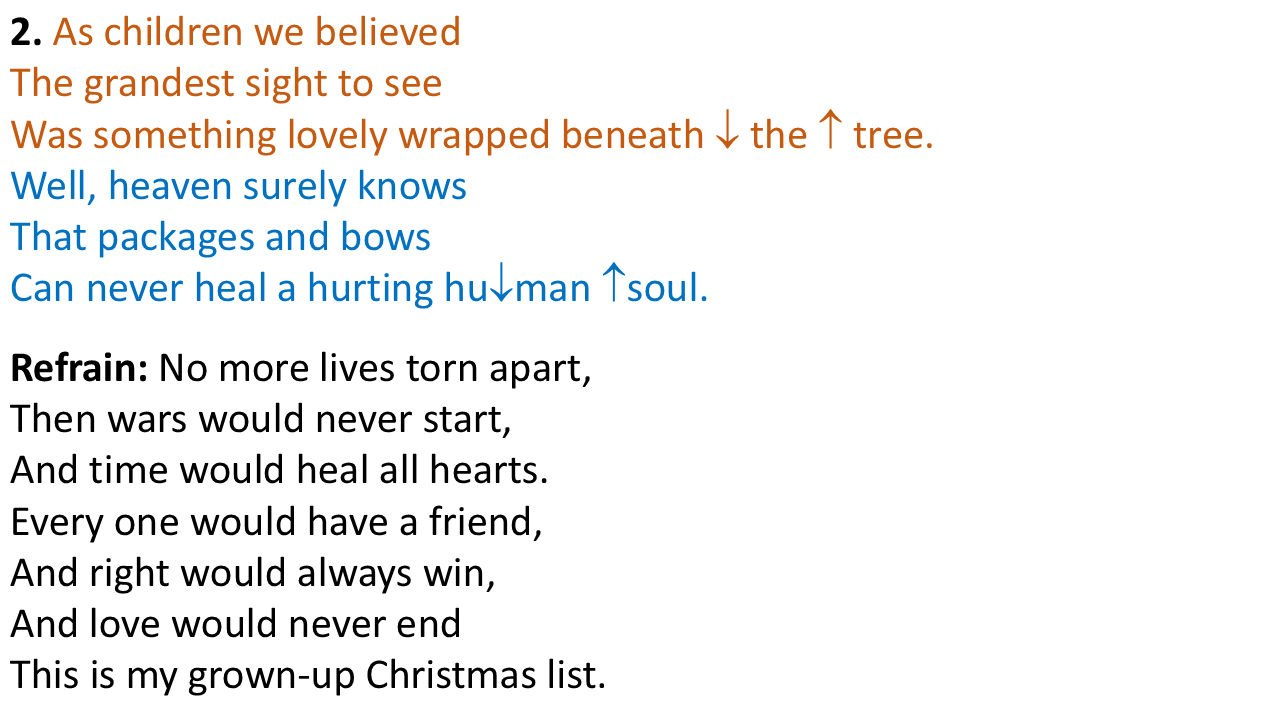 2. As children we believed
The grandest sight to see
Was something lovely wrapped beneath ↓ the ↑ tree.
Well, heaven surely knows
That packages and bows
Can never heal a hurting hu↓man ↑soul.
Refrain: No more lives torn apart,
Then wars would never start,
And time would heal all hearts.
Every one would have a friend,
And right would always win,
And love would never end
This is my grown-up Christmas list.